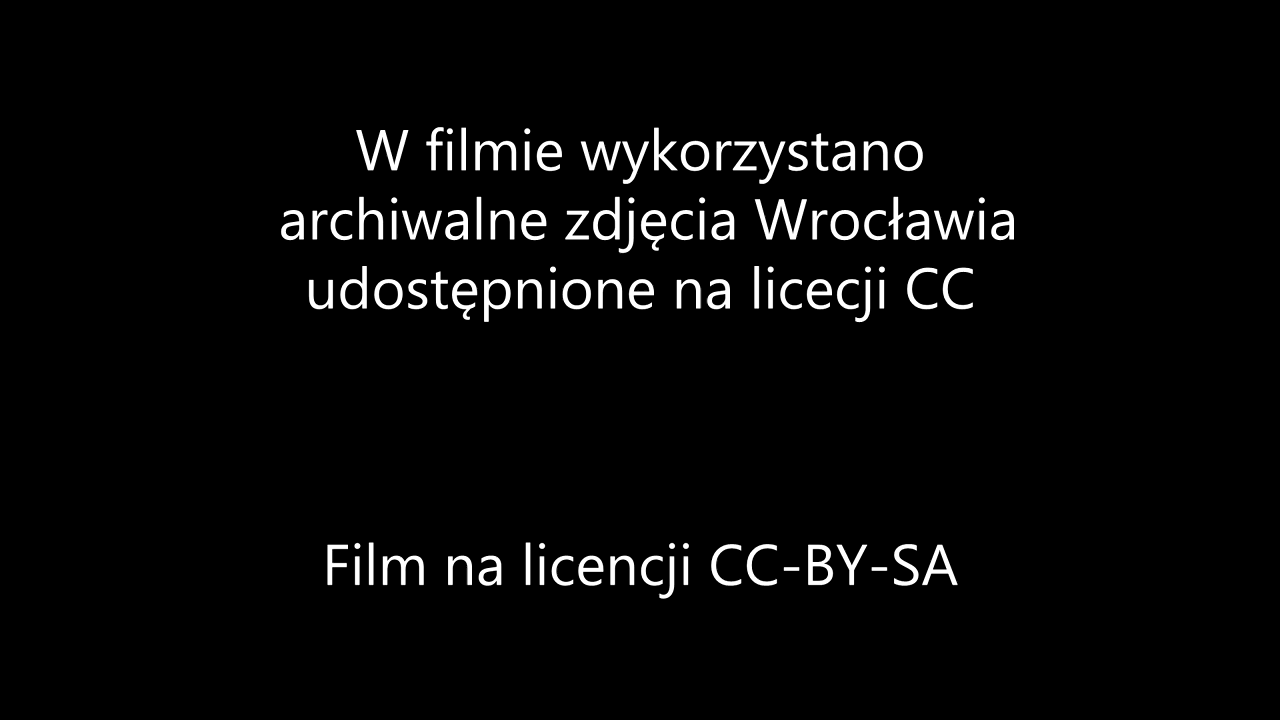 W filmie wykorzystano
archiwalne zdjęcia Wrocławia
udostępnione na licecji CC
Film na licencji CC-BY-SA